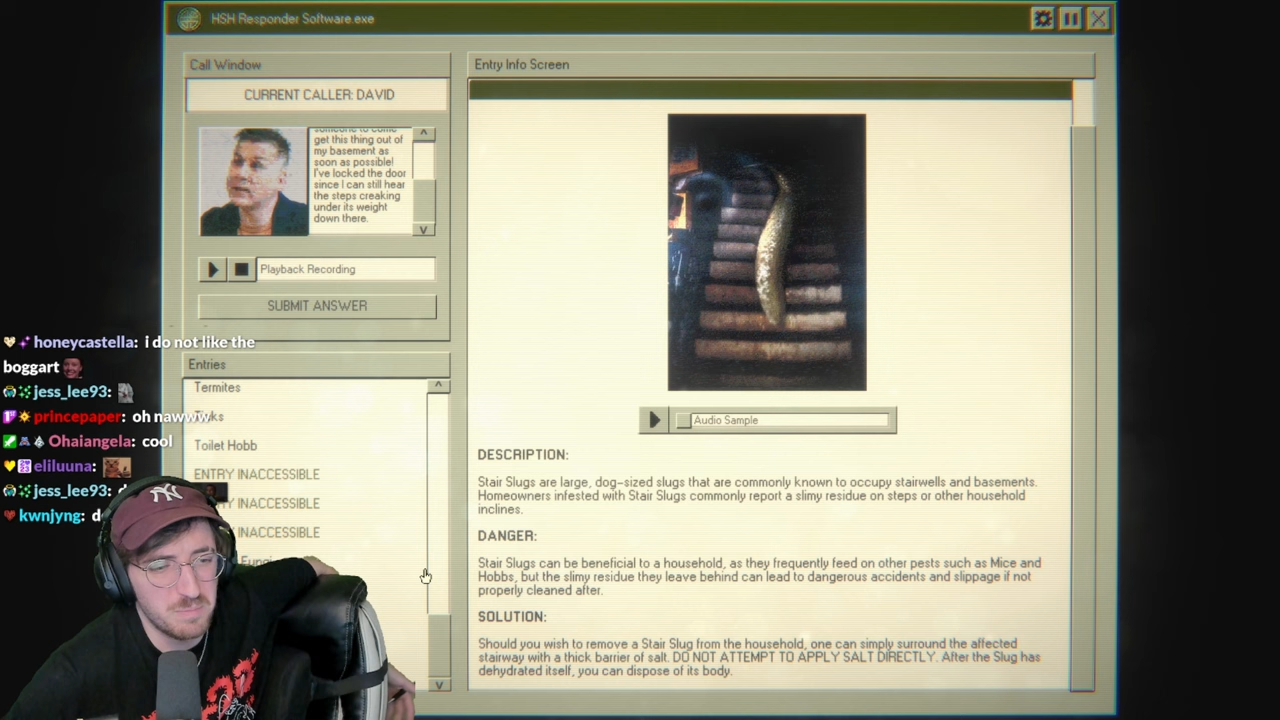 HSH Responder Software.exe
Call Window
CURRENT CALLER: DAVID
get this thing out of
my basement as
soon as possible!
I've locked the door
since I can still hear
the steps creaking
under its weight
down there.
Playback Recording
SUBMIT ANSWER
Entries
Termites
Toilet Hobb
ENTRY INACCESSIBLE
INACCESSIBLE
INACCESSIBLE
Entry Info Screen
Audio Sample
DESCRIPTION:
Stair Slugs are large, dog-sized slugs that are commonly known to occupy stairwells and basements.
Homeowners infested with Stair Slugs commonly report a slimy residue on steps or other household
inclines.
DANGER:
Stair Slugs can be beneficial to a household, as they frequently feed on other pests such as Mice and
Hobbs, but the slimy residue they leave behind can lead to dangerous accidents and slippage if not
properly cleaned after.
SOLUTION:
Should you wish to remove a Stair Slug from the household, one can simply surround the affected
stairway with a thick barrier of salt. DO NOT ATTEMPT TO APPLY SALT DIRECTLY. After the Slug has
dehydrated itself, you can dispose of its body.
honeycastella: i do not like the
boggart
jess_lee93:
princepaper: oh nawww
Ohaiangela: cool
eliluuna:
jess_lee93:
kwnjyng: